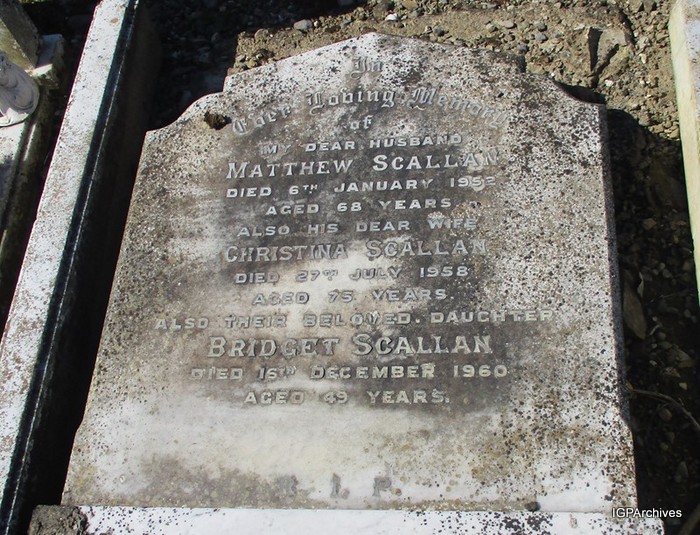 In
Ever Loving Memory
of
MY DEAR HUSBAND
MATTHEW SCALLAN
DIED 6TH JANUARY 1952
AGED 68 YEARS
ALSO HIS DEAR WIFE
CHRISTINA SCALLAN
DIED 27TH JULY 1958
AGED 75 YEARS.
ALSO THEIR BELOVED DAUGHTER
BRIDGET SCALLAN
DIED 16TH DECEMBER 1960
AGED 49 YEARS.
R. I. P.
IGPArchives